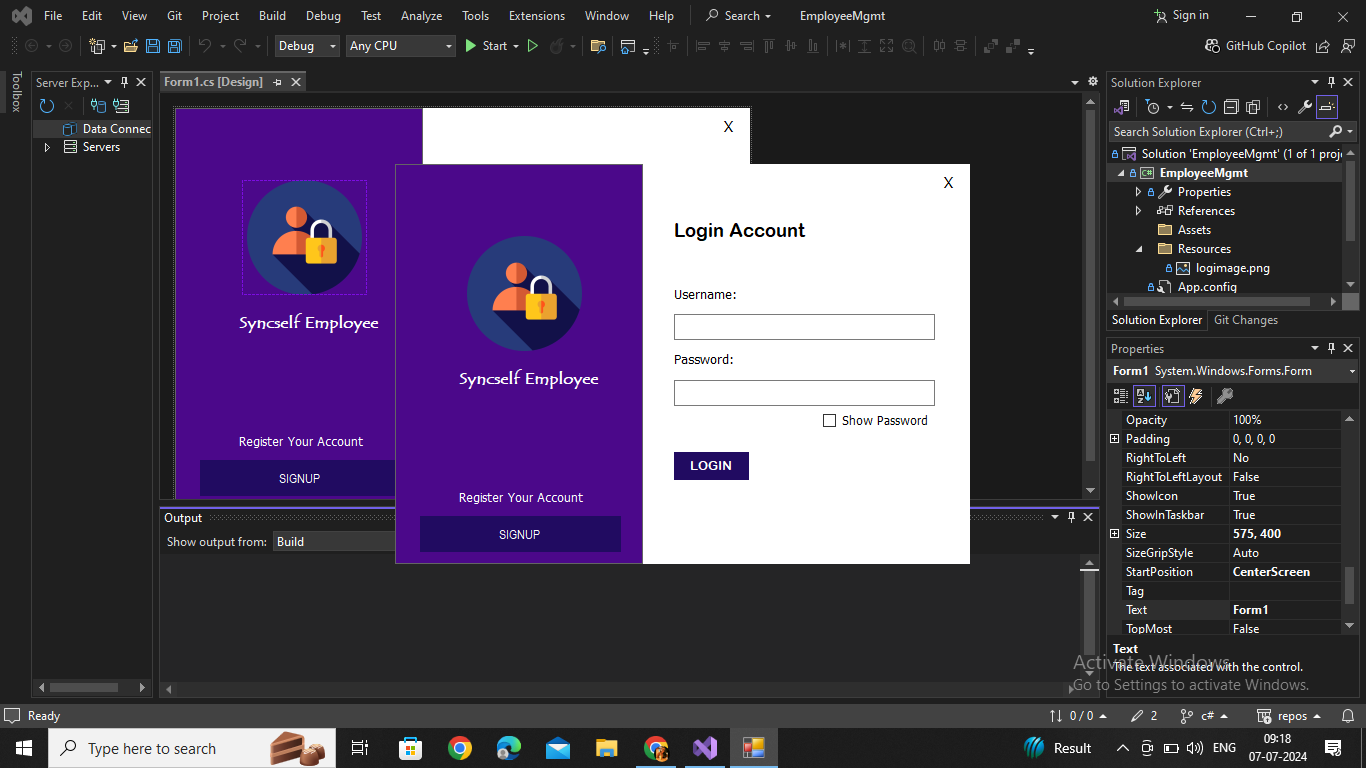 File Edit View Git Project Build Debug Test Analyze Tools Extensions Window Help Search EmployeeMgmt Sign in
Debug Any CPU Start GitHub Copilot
Toolbox
Server Exp...
Data Connec
Servers
Form1.cs [Design]
X
Syncself Employee
Register Your Account
SIGNUP
X
Syncself Employee
Register Your Account
SIGNUP
Login Account
Username:
Password:
Show Password
LOGIN
Output
Show output from: Build
Solution Explorer
Search Solution Explorer (Ctrl+;)
Solution 'EmployeeMgmt' (1 of 1 proj
C# EmployeeMgmt
Properties
References
Assets
Resources
logimage.png
App.config
Solution Explorer Git Changes
Properties
Form1 System.Windows.Forms.Form
Opacity 100%
Padding 0, 0, 0, 0
RightToLeft No
RightToLeftLayout False
ShowIcon True
ShowInTaskbar True
Size 575, 400
SizeGripStyle Auto
StartPosition CenterScreen
Tag
Text Form1
TopMost False
Text
The text associated with the control.
Activate Windows
Go to Settings to activate Windows.
Ready 0 / 0 2 c# repos
Type here to search Result ENG 09:18
07-07-2024